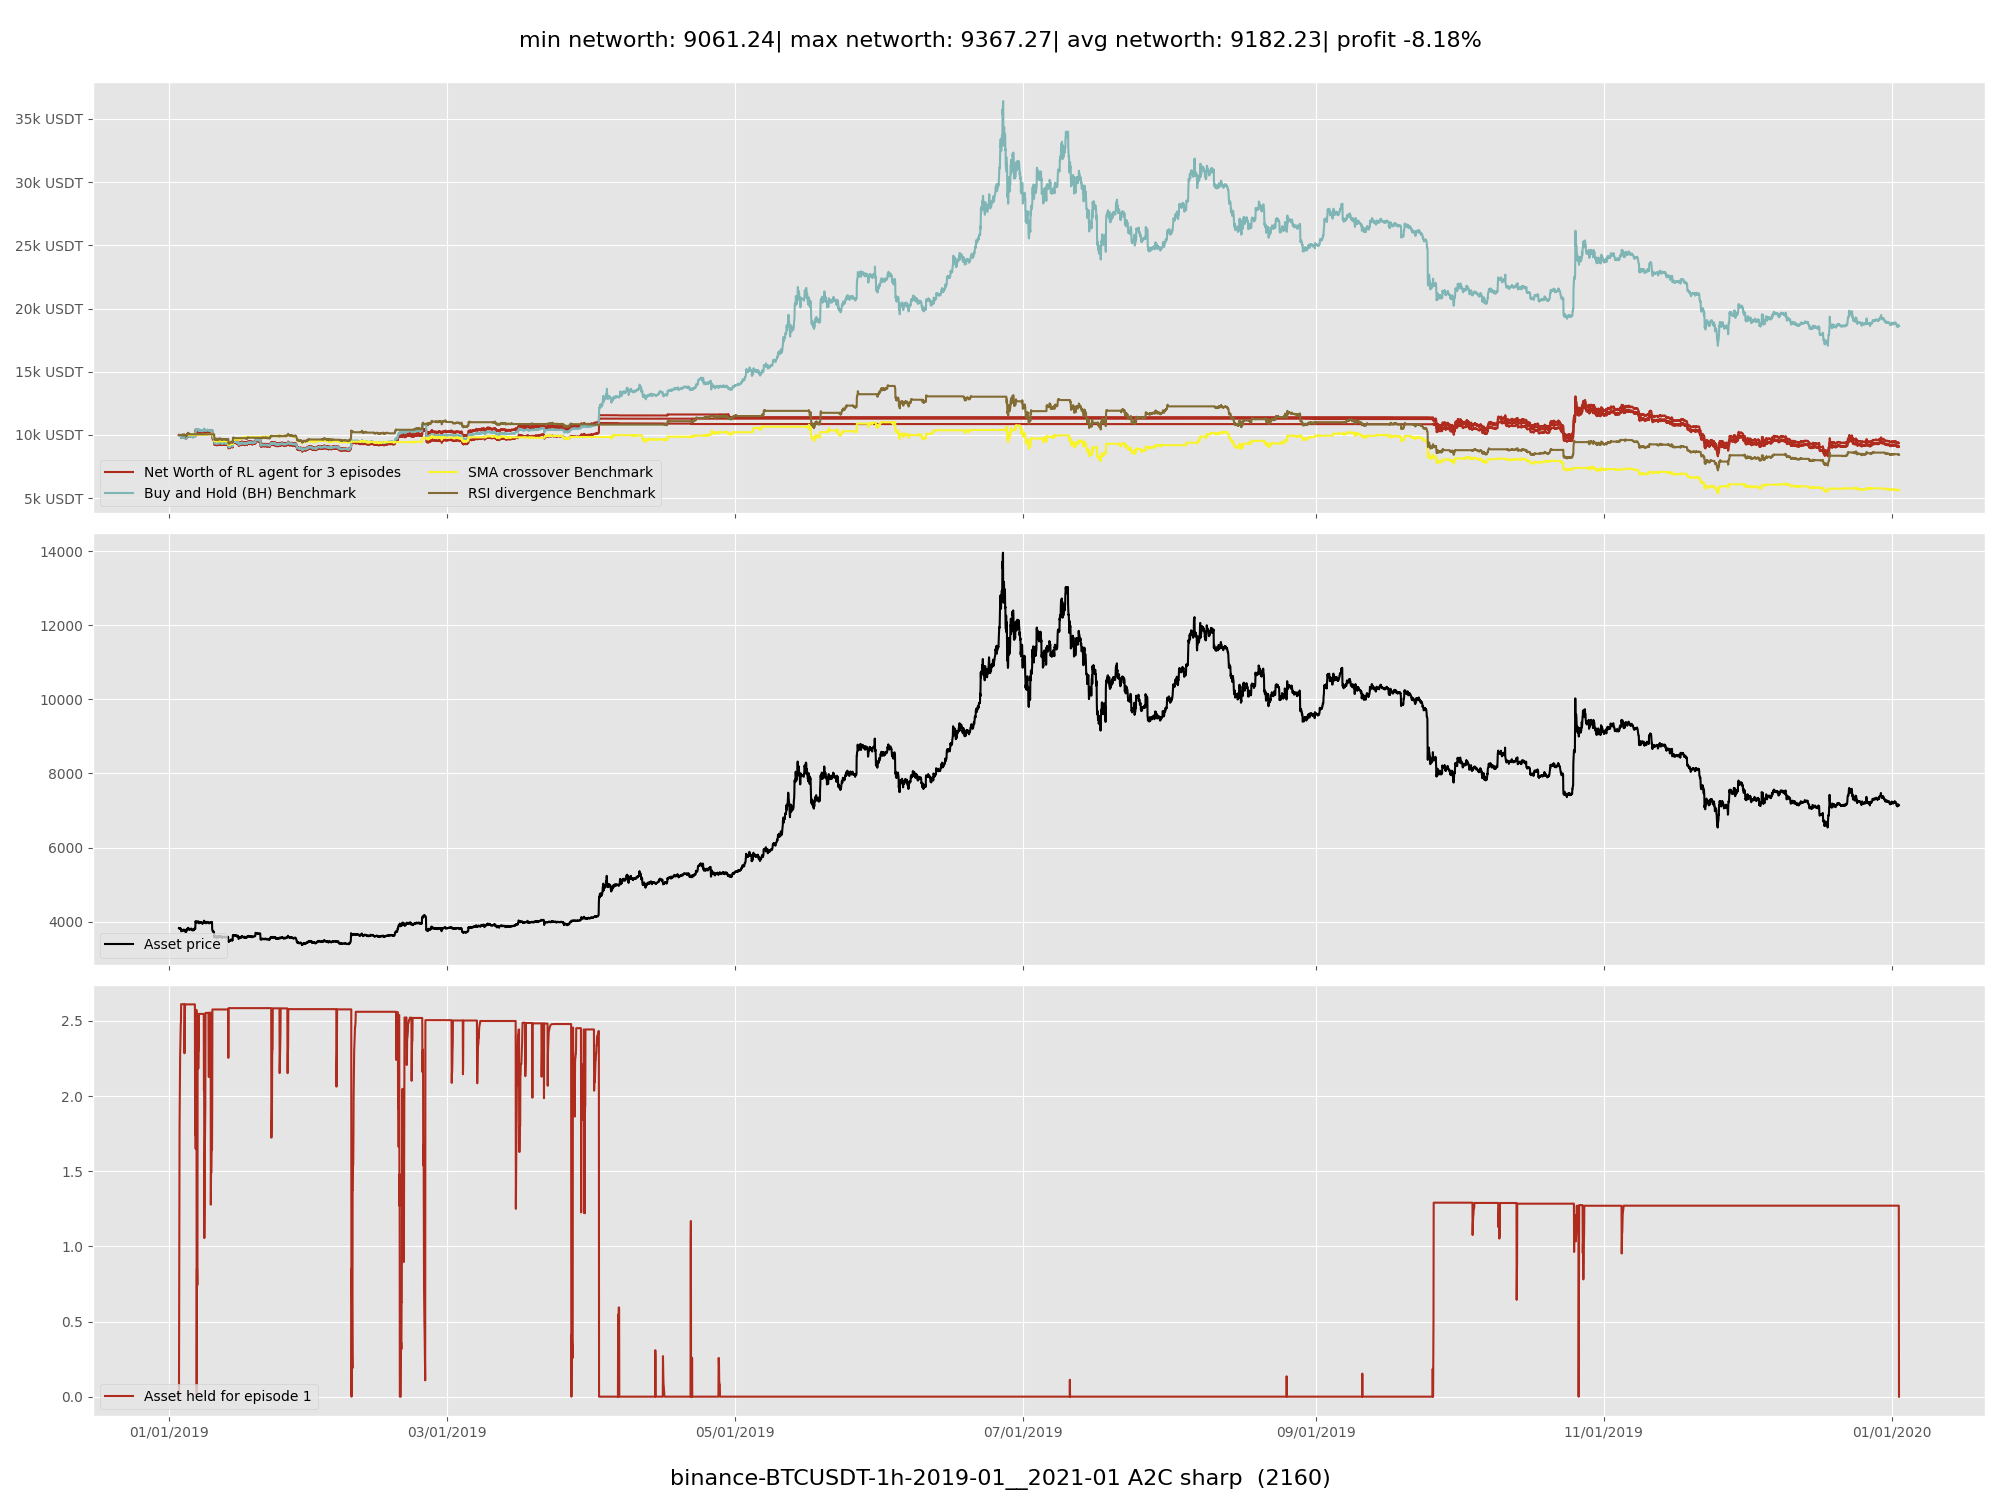 min networth: 9061.24| max networth: 9367.27| avg networth: 9182.23| profit -8.18%
35k USDT
30k USDT
25k USDT
20k USDT
15k USDT
10k USDT
5k USDT
Net Worth of RL agent for 3 episodes
Buy and Hold (BH) Benchmark
SMA crossover Benchmark
RSI divergence Benchmark
14000
12000
10000
8000
6000
4000
Asset price
2.5
2.0
1.5
1.0
0.5
0.0
Asset held for episode 1
01/01/2019 03/01/2019 05/01/2019 07/01/2019 09/01/2019 11/01/2019 01/01/2020
binance-BTCUSDT-1h-2019-01__2021-01 A2C sharp (2160)